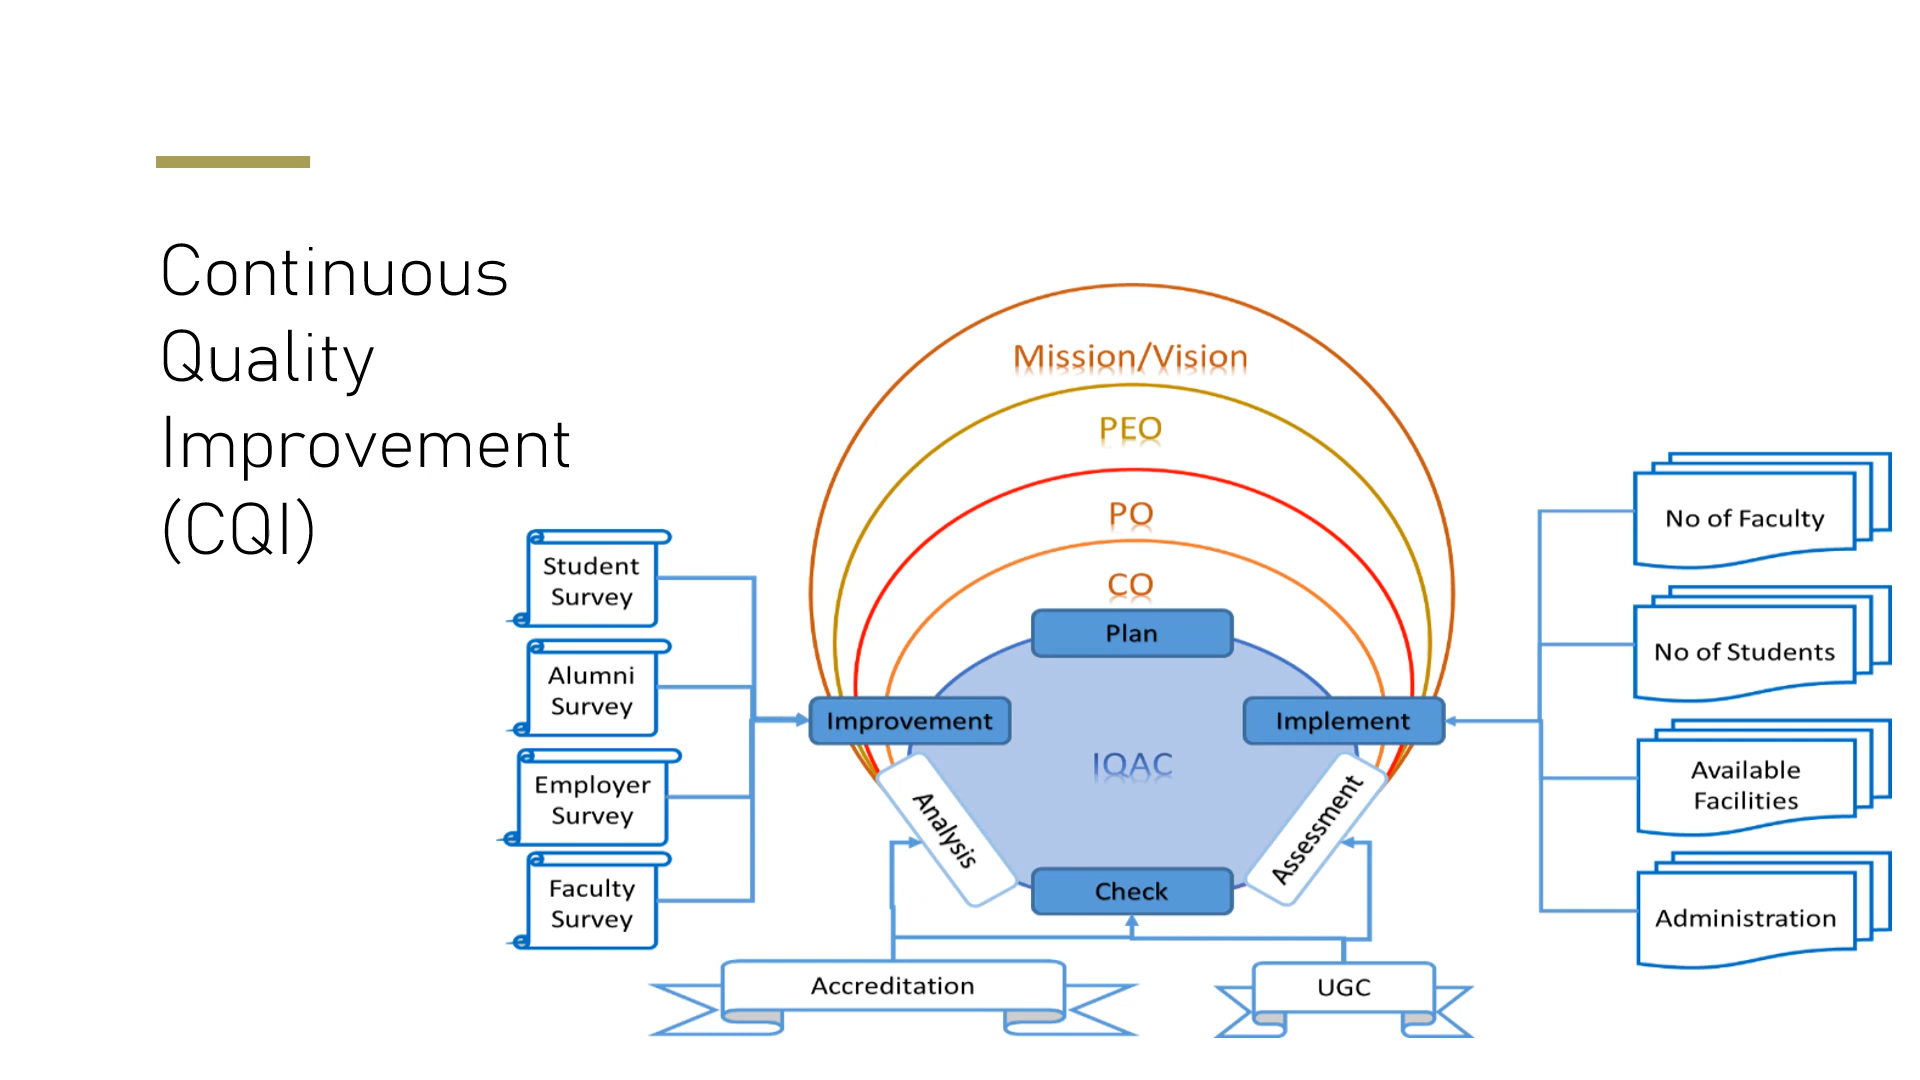 Continuous
Quality
Improvement
(CQI)
Mission/Vision
PEO
PO
CO
Plan
Improvement
Implement
IQAC
Analysis
Assessment
Check
Student
Survey
Alumni
Survey
Employer
Survey
Faculty
Survey
No of Faculty
No of Students
Available
Facilities
Administration
Accreditation
UGC